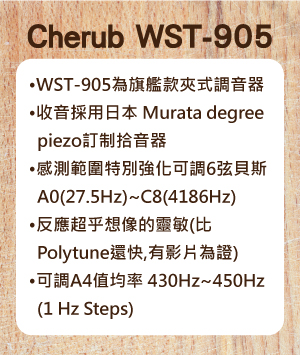 Cherub WST-905
•WST-905為旗艦款夾式調音器
•收音採用日本 Murata degree
piezo訂制拾音器
•感測範圍特別強化可調6弦貝斯
A0(27.5Hz)~C8(4186Hz)
•反應超乎想像的靈敏(比
Polytune還快,有影片為證)
•可調A4值均率 430Hz~450Hz
(1 Hz Steps)